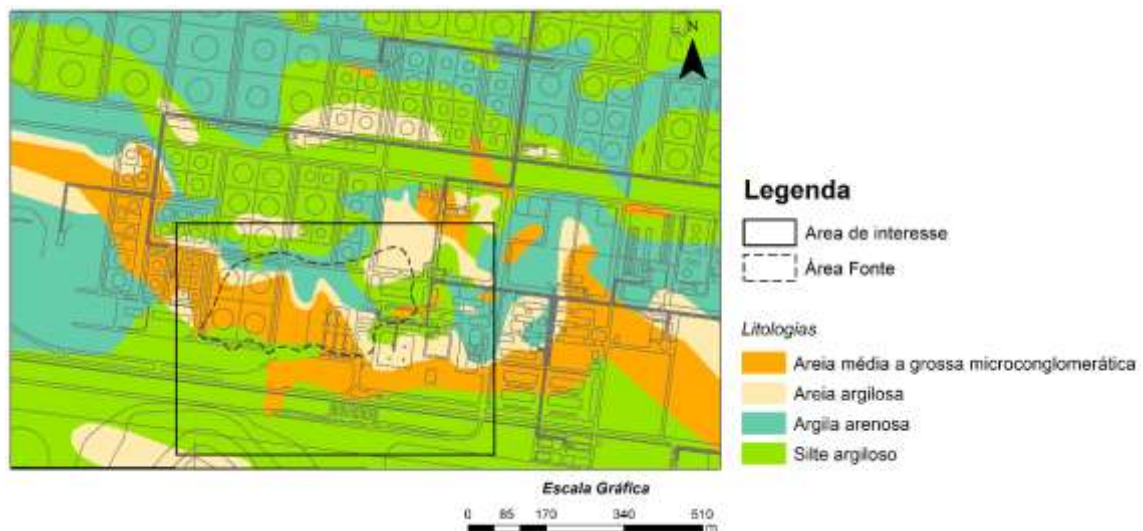 N
Legenda
Area de interesse
Área Fonte
Litologias
Areia média a grossa microconglomerática
Areia argilosa
Argila arenosa
Silte argiloso
Escala Gráfica
0 85 170 340 510